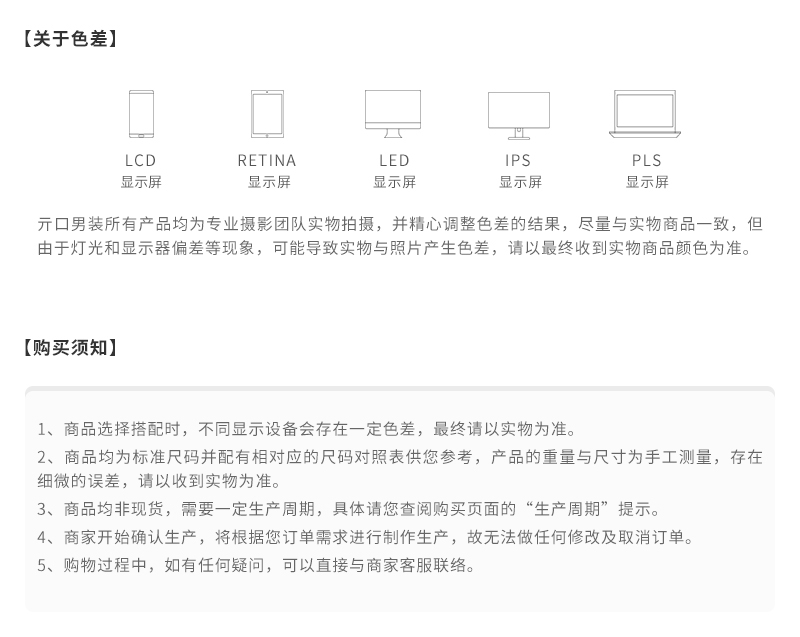 【关于色差】
LCD RETINA LED IPS PLS
显示屏 显示屏 显示屏 显示屏 显示屏
亓口男装所有产品均为专业摄影团队实物拍摄，并精心调整色差的结果，尽量与实物商品一致，但
由于灯光和显示器偏差等现象，可能导致实物与照片产生色差，请以最终收到实物商品颜色为准。
【购买须知】
1、商品选择搭配时，不同显示设备会存在一定色差，最终请以实物为准。
2、商品均为标准尺码并配有相对应的尺码对照表供您参考，产品的重量与尺寸为手工测量，存在
细微的误差，请以收到实物为准。
3、商品均非现货，需要一定生产周期，具体请您查阅购买页面的“生产周期”提示。
4、商家开始确认生产，将根据您订单需求进行制作生产，故无法做任何修改及取消订单。
5、购物过程中，如有任何疑问，可以直接与商家客服联络。